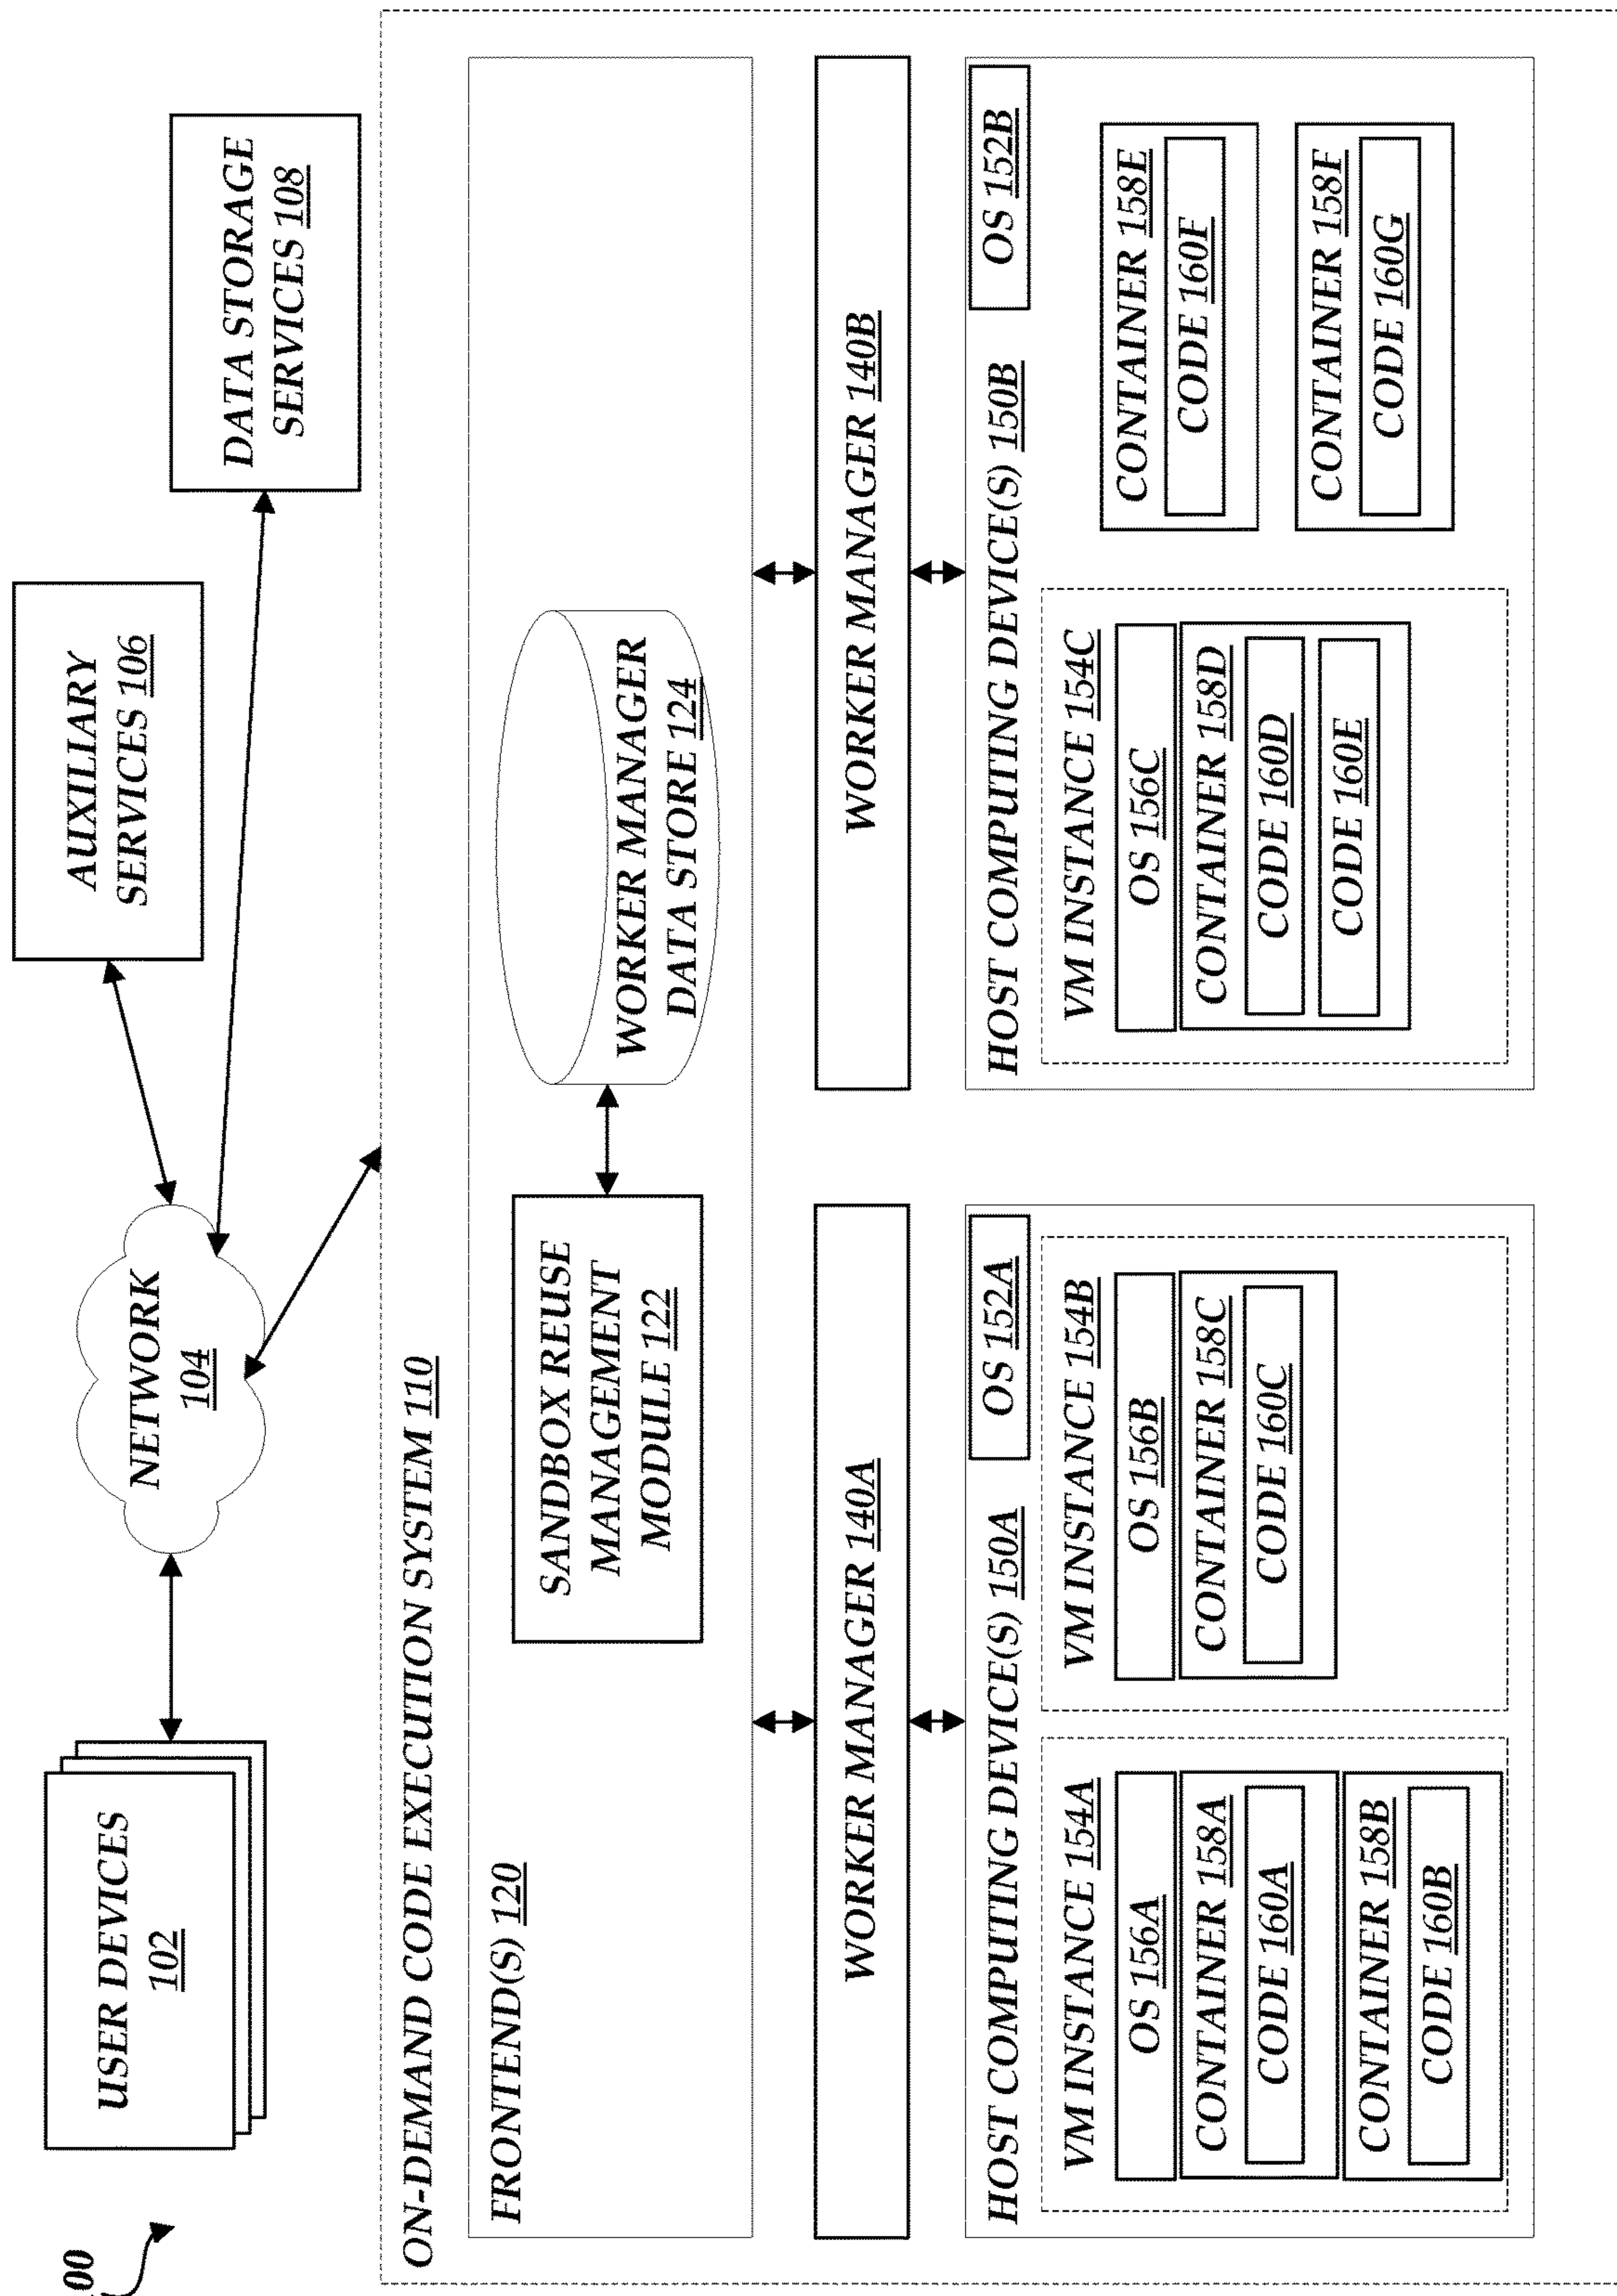 00
USER DEVICES
102
NETWORK
104
AUXILIARY
SERVICES 106
DATA STORAGE
SERVICES 108
ON-DEMAND CODE EXECUTION SYSTEM 110
FRONTEND(S) 120
SANDBOX REUSE
MANAGEMENT
MODULE 122
WORKER MANAGER
DATA STORE 124
WORKER MANAGER 140A
WORKER MANAGER 140B
HOST COMPUTING DEVICE(S) 150A
OS 152A
VM INSTANCE 154A
OS 156A
CONTAINER 158A
CODE 160A
CONTAINER 158B
CODE 160B
VM INSTANCE 154B
OS 156B
CONTAINER 158C
CODE 160C
HOST COMPUTING DEVICE(S) 150B
OS 152B
VM INSTANCE 154C
OS 156C
CONTAINER 158D
CODE 160D
CODE 160E
CONTAINER 158E
CODE 160F
CONTAINER 158F
CODE 160G